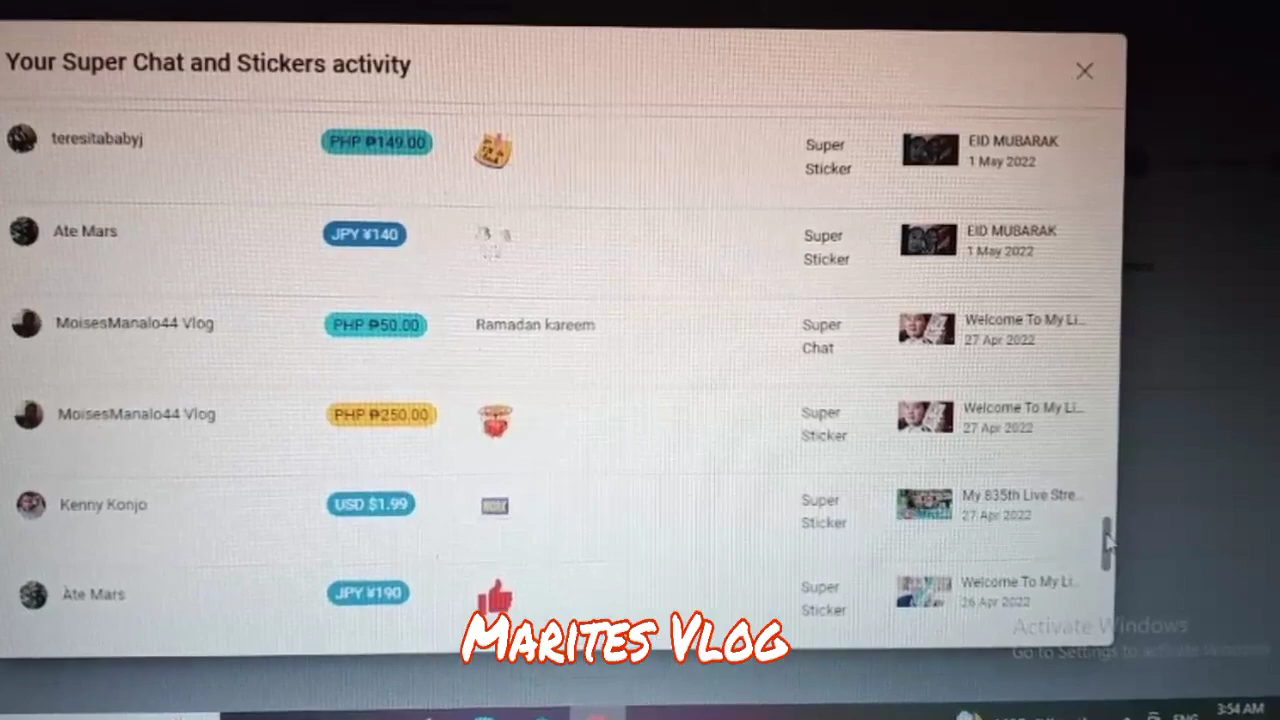 Your Super Chat and Stickers activity
teresitababyj PHP ₱149.00 Super Sticker EID MUBARAK 1 May 2022
Ate Mars JPY ¥140 Super Sticker EID MUBARAK 1 May 2022
MoisesManalo44 Vlog PHP ₱50.00 Ramadan kareem Super Chat Welcome To My Li... 27 Apr 2022
MoisesManalo44 Vlog PHP ₱250.00 Super Sticker Welcome To My Li... 27 Apr 2022
Kenny Konjo USD $1.99 Super Sticker My 835th Live Stre... 27 Apr 2022
Ate Mars JPY ¥190 Super Sticker Welcome To My Li... 26 Apr 2022
Marites Vlog
Activate Windows
Go to Settings to activate Windows
ENG 3:54 AM